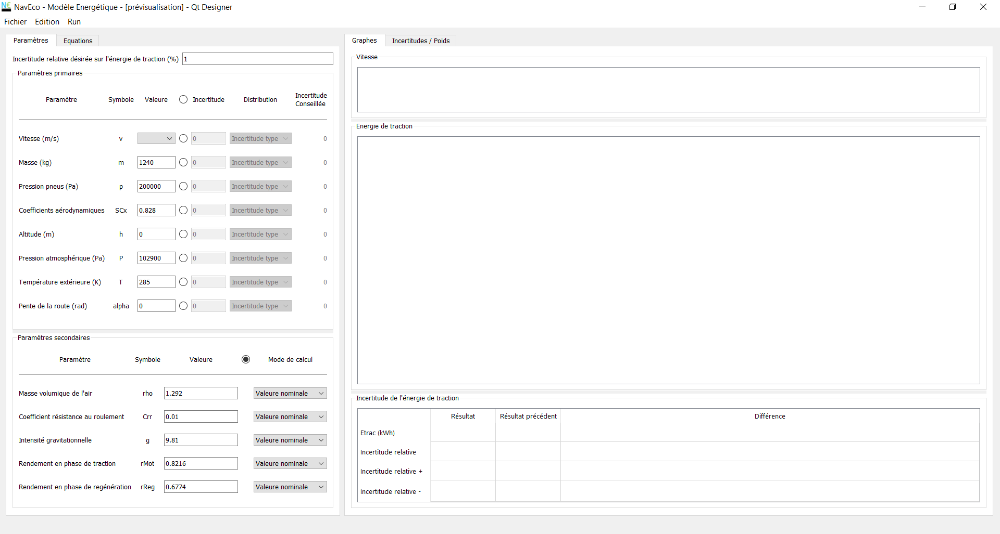 N€ NavEco - Modèle Energétique - [prévisualisation] - Qt Designer
Fichier Edition Run
Paramètres Equations
Incertitude relative désirée sur l'énergie de traction (%) 1
Paramètres primaires
Paramètre Symbole Valeure Incertitude Distribution Incertitude Conseillée
Vitesse (m/s) v 0 Incertitude type 0
Masse (kg) m 1240 0 Incertitude type 0
Pression pneus (Pa) p 200000 0 Incertitude type 0
Coefficients aérodynamiques SCx 0.828 0 Incertitude type 0
Altitude (m) h 0 0 Incertitude type 0
Pression atmosphérique (Pa) P 102900 0 Incertitude type 0
Température extérieure (K) T 285 0 Incertitude type 0
Pente de la route (rad) alpha 0 0 Incertitude type 0
Paramètres secondaires
Paramètre Symbole Valeure Mode de calcul
Masse volumique de l'air rho 1.292 Valeure nominale
Coefficient résistance au roulement Crr 0.01 Valeure nominale
Intensité gravitationnelle g 9.81 Valeure nominale
Rendement en phase de traction rMot 0.8216 Valeure nominale
Rendement en phase de regénération rReg 0.6774 Valeure nominale
Graphes Incertitudes / Poids
Vitesse
Energie de traction
Incertitude de l'énergie de traction
Résultat Résultat précédent Différence
Etrac (kWh)
Incertitude relative
Incertitude relative +
Incertitude relative -